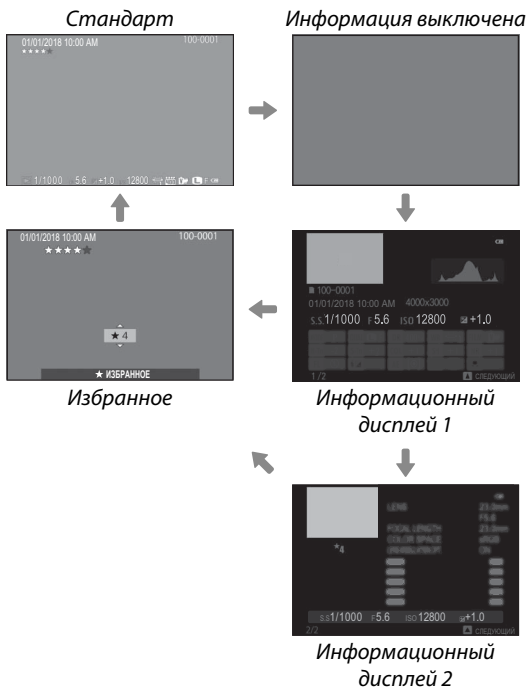 Стандарт
01/01/2018 10:00 AM 100-0001
★★★★★
1/1000 5.6 +1.0 12800 F
Информация выключена
01/01/2018 10:00 AM 100-0001
★★★★★
★ 4
★ ИЗБРАННОЕ
Избранное
100-0001
01/01/2018 10:00 AM 4000x3000
S.S. 1/1000 F 5.6 ISO 12800 +1.0
1/2 СЛЕДУЮЩИЙ
Информационный
дисплей 1
LENS 23.0mm
F5.6
FOCAL LENGTH 23.0mm
COLOR SPACE sRGB
ON
★4
S.S 1/1000 F5.6 ISO 12800 +1.0
2/2 СЛЕДУЮЩИЙ
Информационный
дисплей 2